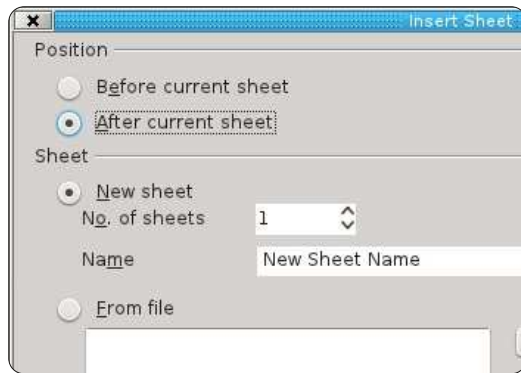 Insert Sheet
Position
Before current sheet
After current sheet
Sheet
New sheet
No. of sheets 1
Name New Sheet Name
From file